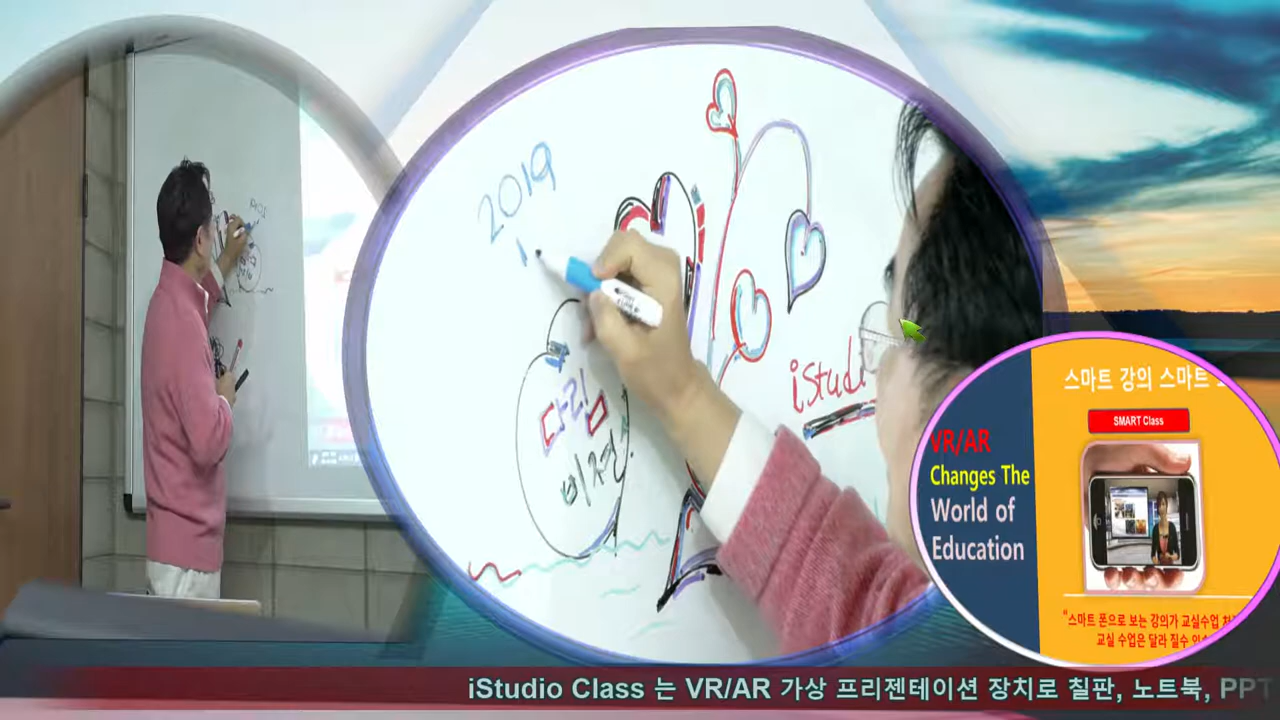 2019
다림
비젼
iStudi
VR/AR
Changes The
World of
Education
스마트 강의 스마트
SMART Class
"스마트 폰으로 보는 강의가 교실수업
교실 수업은 달라 질수
iStudio Class 는 VR/AR 가상 프리젠테이션 장치로 칠판, 노트북, PPT